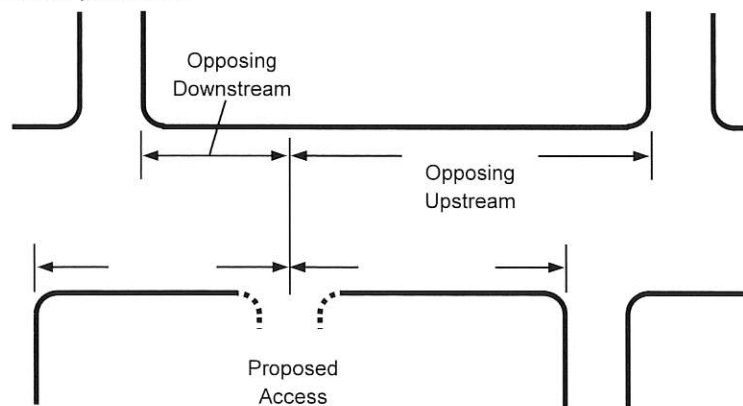 Opposing
Downstream
Opposing
Upstream
Proposed
Access